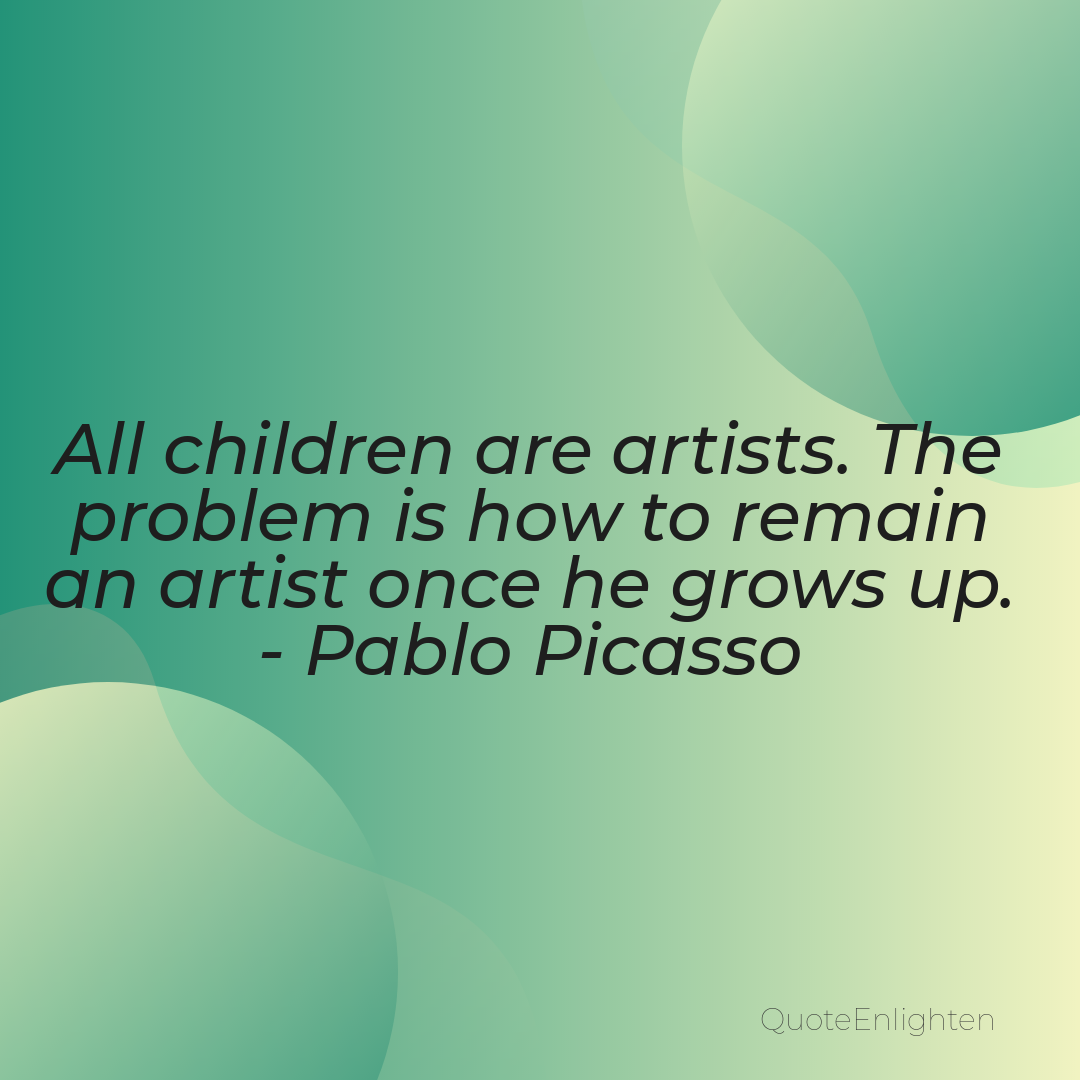 All children are artists. The
problem is how to remain
an artist once he grows up.
- Pablo Picasso
QuoteEnlighten